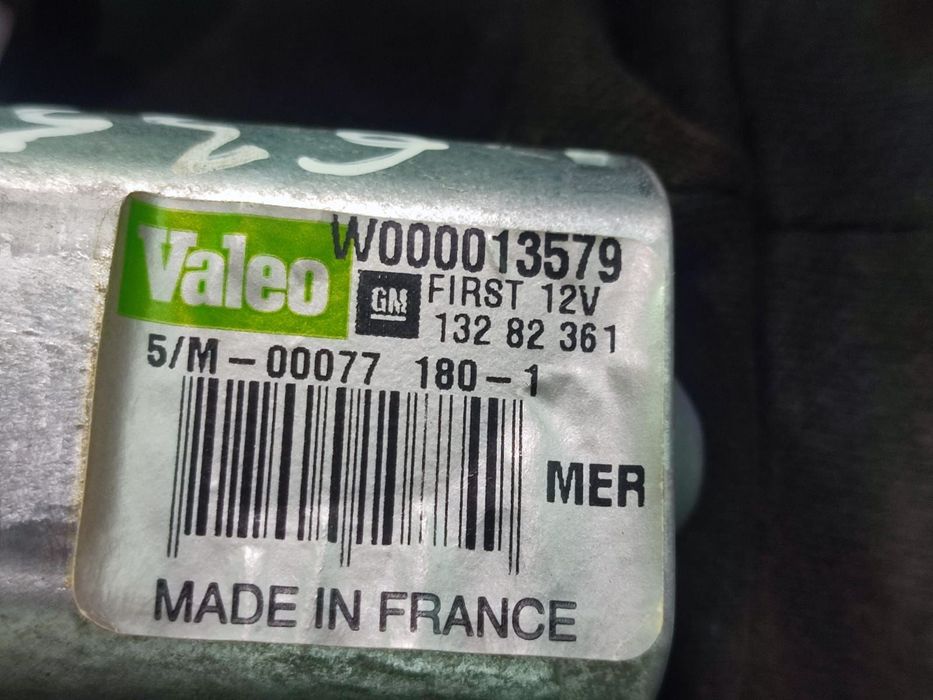 Valeo W000013579
GM FIRST 12V
132 82 361
5/M-00077 180-1
MER
MADE IN FRANCE